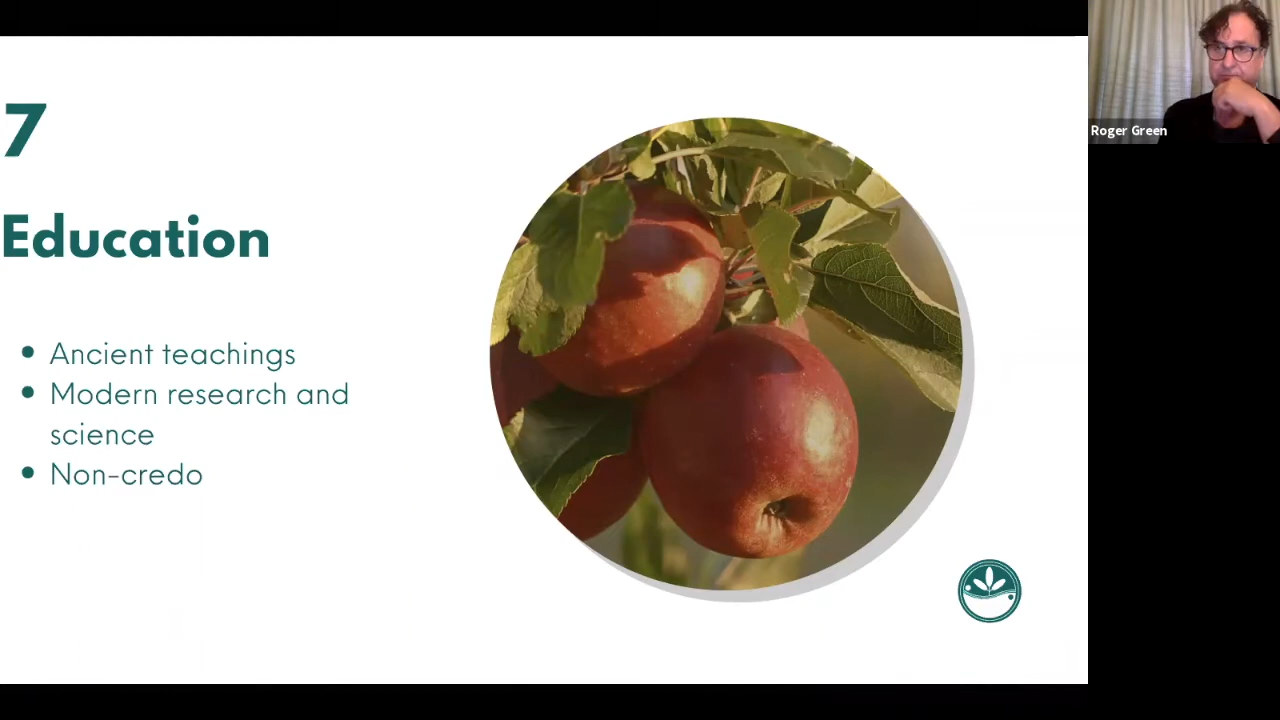 7
Education
Ancient teachings
Modern research and
science
Non-credo
Roger Green